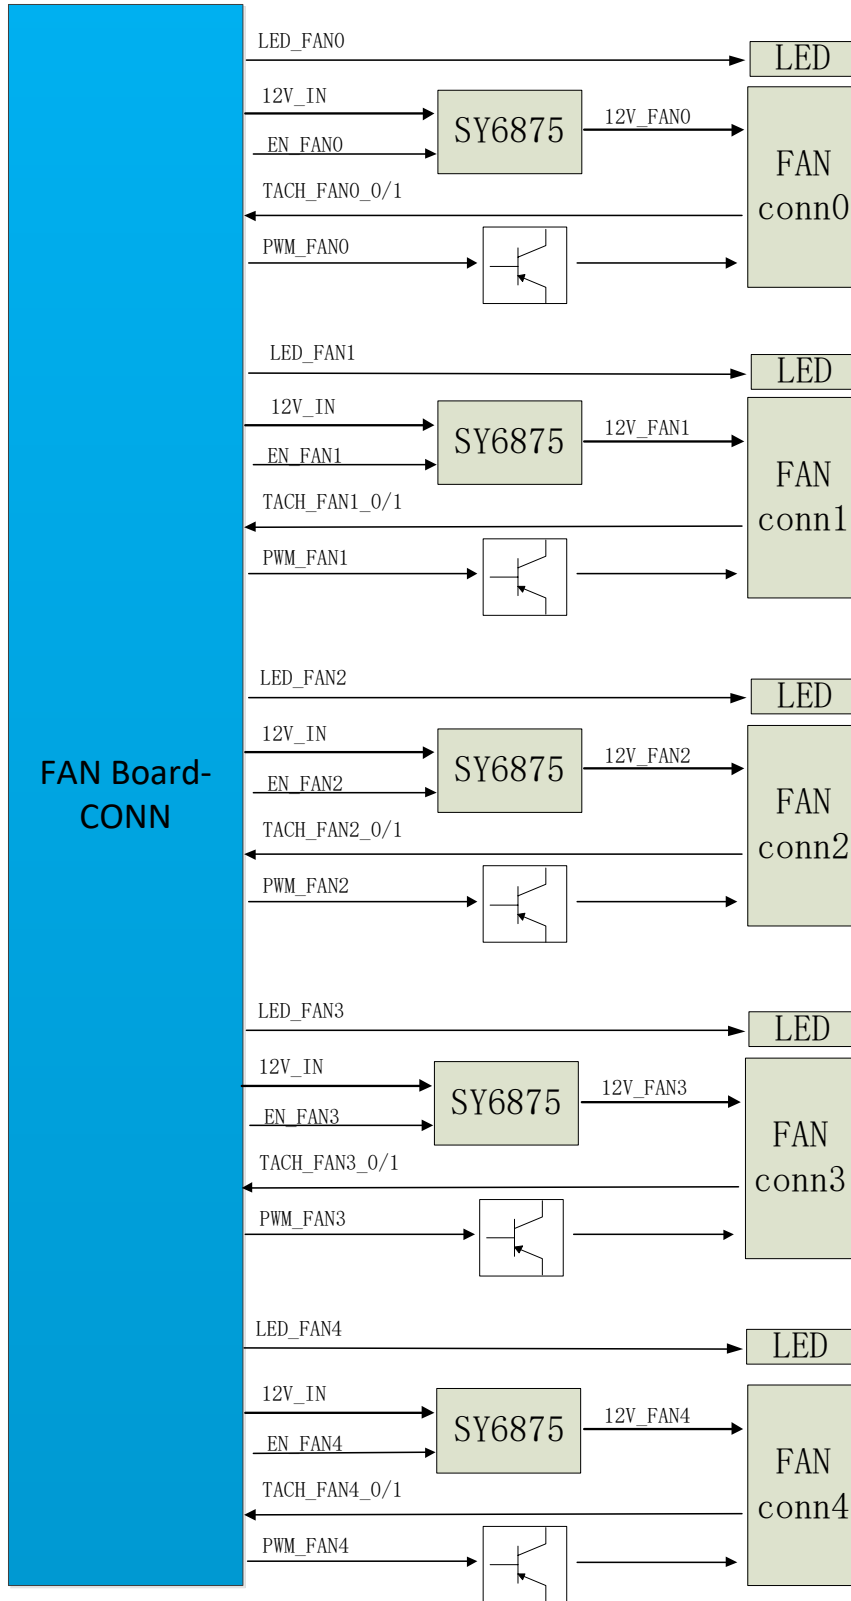 LED_FAN0
LED
12V_IN
SY6875
12V_FAN0
EN_FAN0
FAN
conn0
TACH_FAN0_0/1
PWM_FAN0
LED_FAN1
LED
12V_IN
SY6875
12V_FAN1
EN_FAN1
FAN
conn1
TACH_FAN1_0/1
PWM_FAN1
FAN Board-
CONN
LED_FAN2
LED
12V_IN
SY6875
12V_FAN2
EN_FAN2
FAN
conn2
TACH_FAN2_0/1
PWM_FAN2
LED_FAN3
LED
12V_IN
SY6875
12V_FAN3
EN_FAN3
FAN
conn3
TACH_FAN3_0/1
PWM_FAN3
LED_FAN4
LED
12V_IN
SY6875
12V_FAN4
EN_FAN4
FAN
conn4
TACH_FAN4_0/1
PWM_FAN4